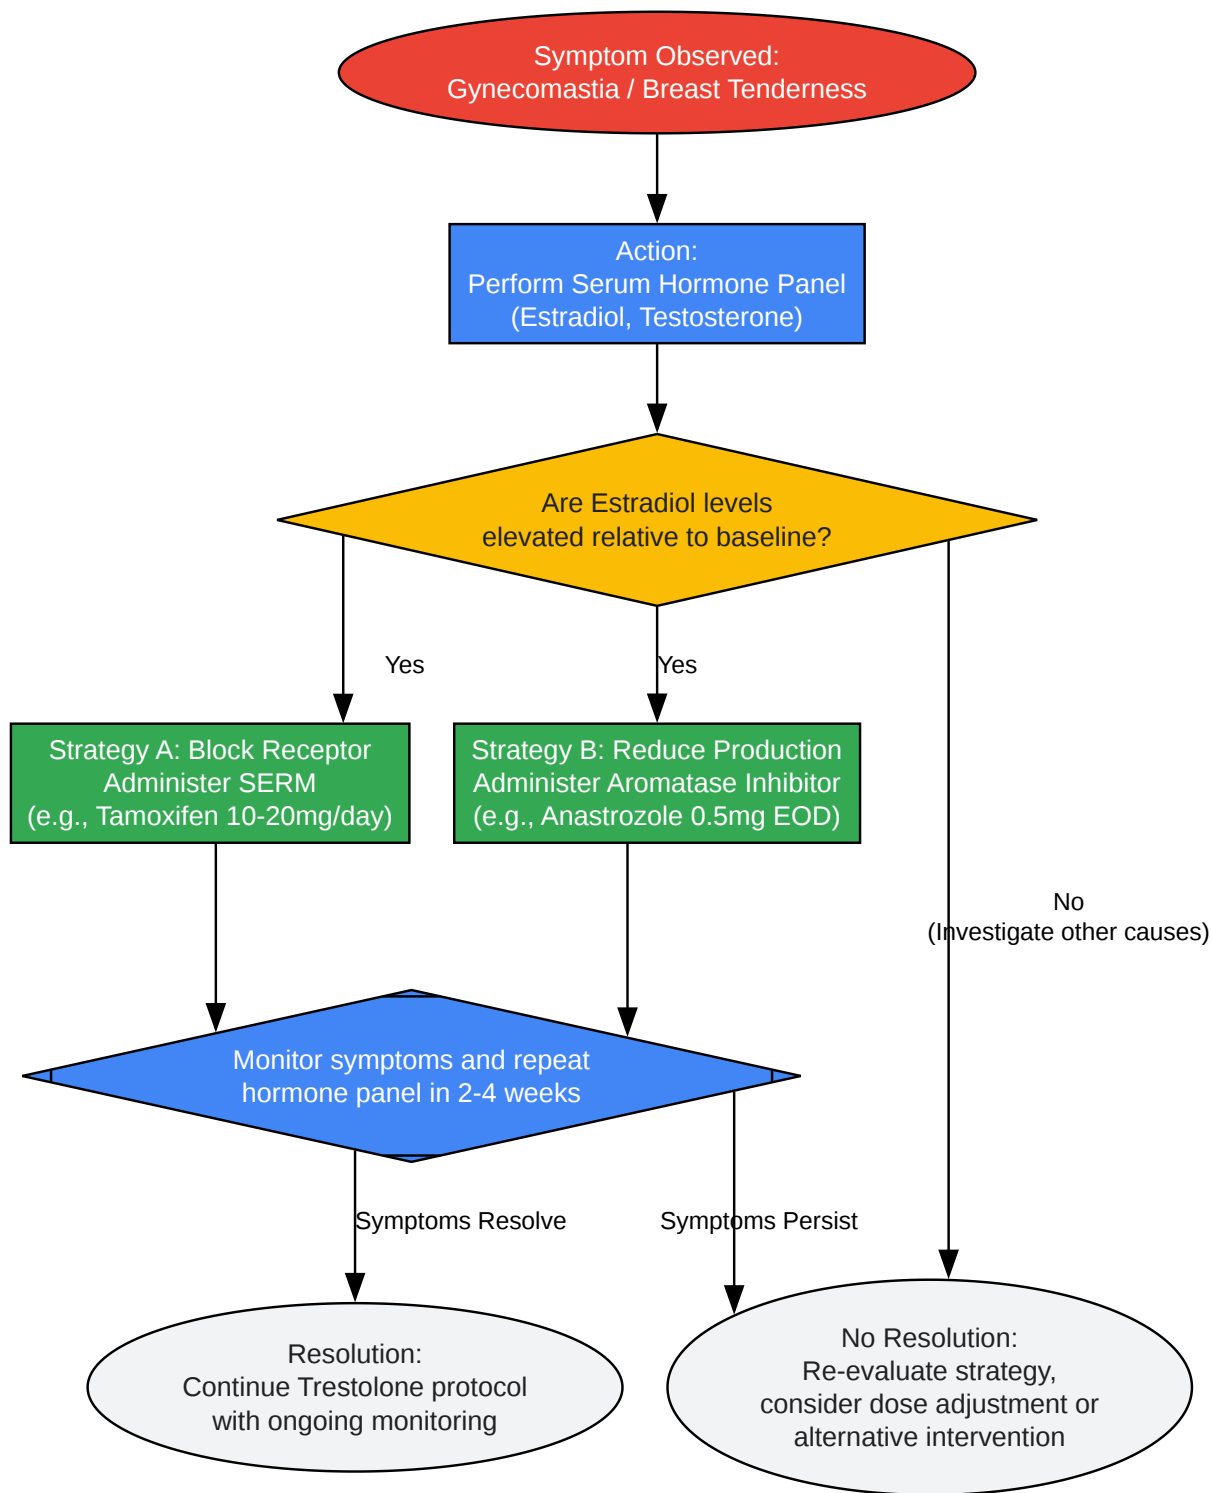 Symptom Observed:
Gynecomastia / Breast Tenderness
Action:
Perform Serum Hormone Panel
(Estradiol, Testosterone)
Are Estradiol levels
elevated relative to baseline?
Yes
Yes
Strategy A: Block Receptor
Administer SERM
(e.g., Tamoxifen 10-20mg/day)
Strategy B: Reduce Production
Administer Aromatase Inhibitor
(e.g., Anastrozole 0.5mg EOD)
No
(Investigate other causes)
Monitor symptoms and repeat
hormone panel in 2-4 weeks
Symptoms Resolve
Symptoms Persist
Resolution:
Continue Trestolone protocol
with ongoing monitoring
No Resolution:
Re-evaluate strategy,
consider dose adjustment or
alternative intervention